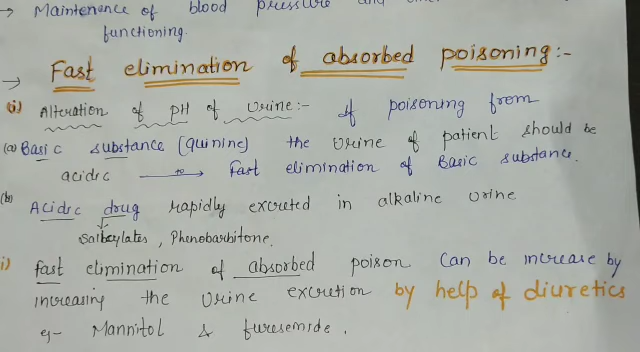 → Maintenance of blood pressure and
functioning.
→ Fast elimination of absorbed poisoning:-
(i) Alteration of pH of urine:- If poisoning from
(a) Basic substance (quinine) the urine of patient should be
acidic to → Fast elimination of Basic substance.
(b) Acidic drug rapidly excreted in alkaline urine
↓ Salicylates, Phenobarbitone.
i) fast elimination of absorbed poison can be increase by
increasing the urine excretion by help of diuretics
eg- Mannitol & furesemide.